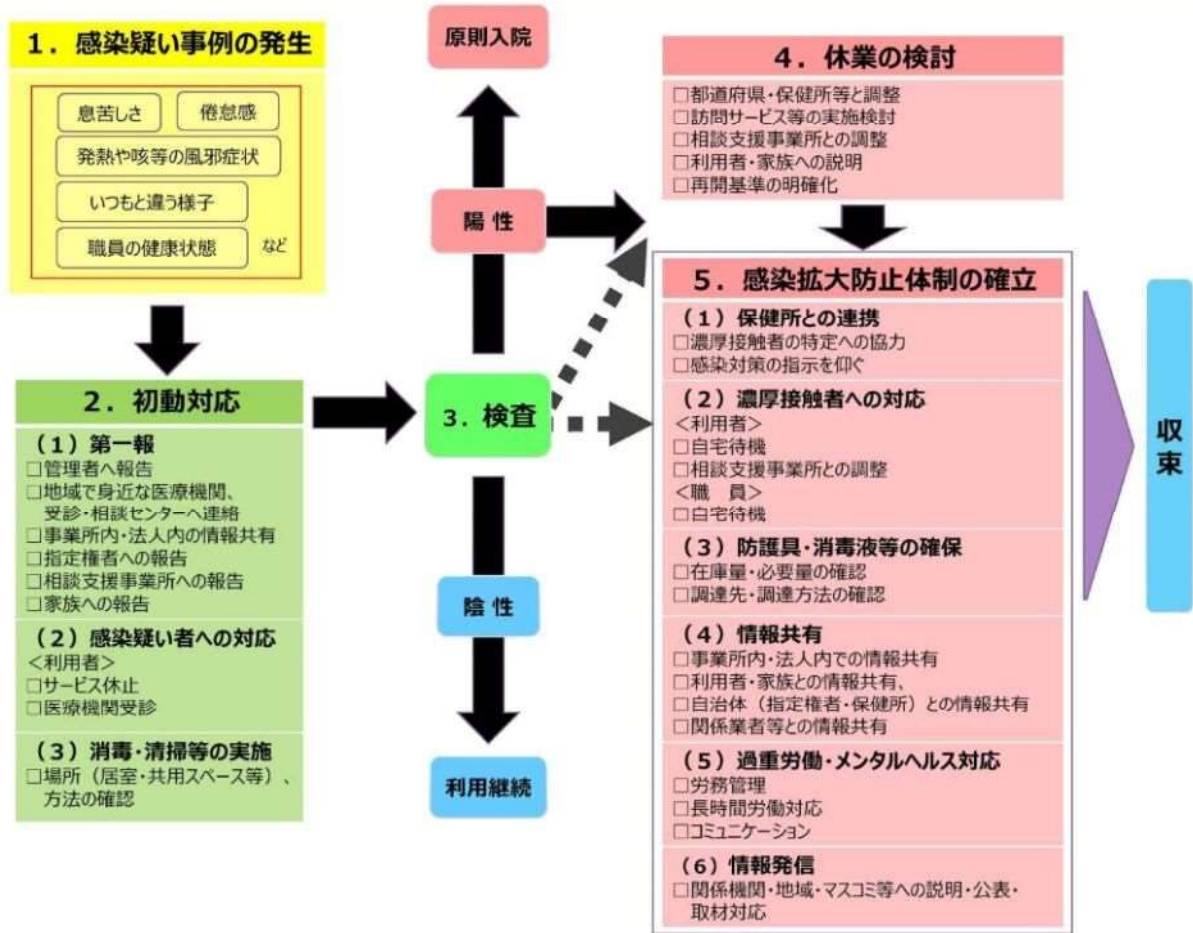 1．感染疑い事例の発生
息苦しさ
倦怠感
発熱や咳等の風邪症状
いつもと違う様子
職員の健康状態
など
2．初動対応
（1）第一報
□管理者へ報告
□地域で身近な医療機関、
受診・相談センターへ連絡
□事業所内・法人内の情報共有
□指定権者への報告
□相談支援事業所への報告
□家族への報告
（2）感染疑い者への対応
＜利用者＞
□サービス休止
□医療機関受診
（3）消毒・清掃等の実施
□場所（居室・共用スペース等）、
方法の確認
3．検査
陽 性
原則入院
陰 性
利用継続
4．休業の検討
□都道府県・保健所等と調整
□訪問サービス等の実施検討
□相談支援事業所との調整
□利用者・家族への説明
□再開基準の明確化
5．感染拡大防止体制の確立
（1）保健所との連携
□濃厚接触者の特定への協力
□感染対策の指示を仰ぐ
（2）濃厚接触者への対応
＜利用者＞
□自宅待機
□相談支援事業所との調整
＜職　員＞
□自宅待機
（3）防護具・消毒液等の確保
□在庫量・必要量の確認
□調達先・調達方法の確認
（4）情報共有
□事業所内・法人内での情報共有
□利用者・家族との情報共有、
□自治体（指定権者・保健所）との情報共有
□関係業者等との情報共有
（5）過重労働・メンタルヘルス対応
□労務管理
□長時間労働対応
□コミュニケーション
（6）情報発信
□関係機関・地域・マスコミ等への説明・公表・
取材対応
収束